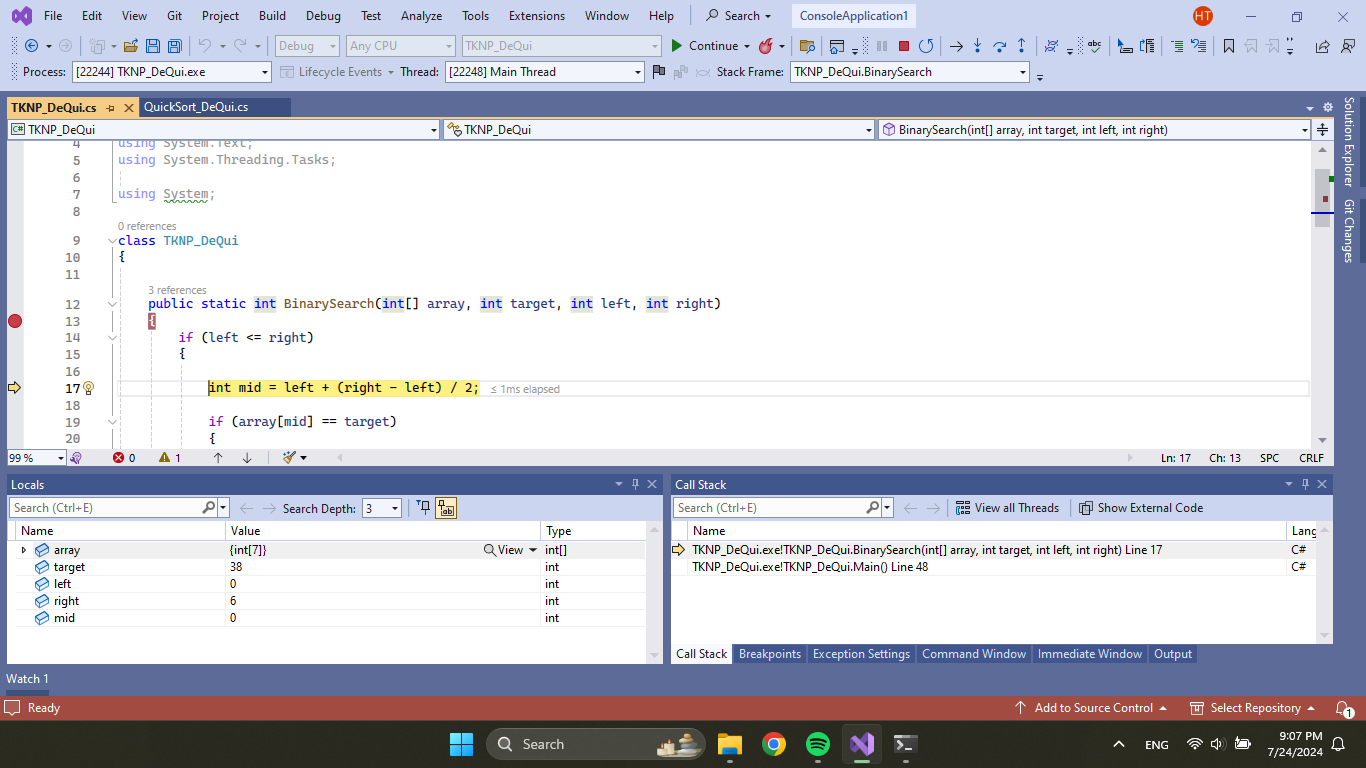 File Edit View Git Project Build Debug Test Analyze Tools Extensions Window Help Search ConsoleApplication1 HT
Debug Any CPU TKNP_DeQui Continue
Process: [22244] TKNP_DeQui.exe Lifecycle Events Thread: [22248] Main Thread Stack Frame: TKNP_DeQui.BinarySearch
TKNP_DeQui.cs QuickSort_DeQui.cs
C# TKNP_DeQui TKNP_DeQui BinarySearch(int[] array, int target, int left, int right)
4 using System.Text;
5 using System.Threading.Tasks;
6
7 using System;
8
0 references
9 class TKNP_DeQui
10 {
11
3 references
12 public static int BinarySearch(int[] array, int target, int left, int right)
13 {
14 if (left <= right)
15 {
16
17 int mid = left + (right - left) / 2; ≤ 1ms elapsed
18
19 if (array[mid] == target)
20 {
99 % 0 1 Ln: 17 Ch: 13 SPC CRLF
Solution Explorer
Git Changes
Locals
Search (Ctrl+E) Search Depth: 3
Name Value Type
array {int[7]} View int[]
target 38 int
left 0 int
right 6 int
mid 0 int
Call Stack
Search (Ctrl+E) View all Threads Show External Code
Name Lang
TKNP_DeQui.exe!TKNP_DeQui.BinarySearch(int[] array, int target, int left, int right) Line 17 C#
TKNP_DeQui.exe!TKNP_DeQui.Main() Line 48 C#
Call Stack Breakpoints Exception Settings Command Window Immediate Window Output
Watch 1
Ready Add to Source Control Select Repository 1
Search ENG 9:07 PM
7/24/2024